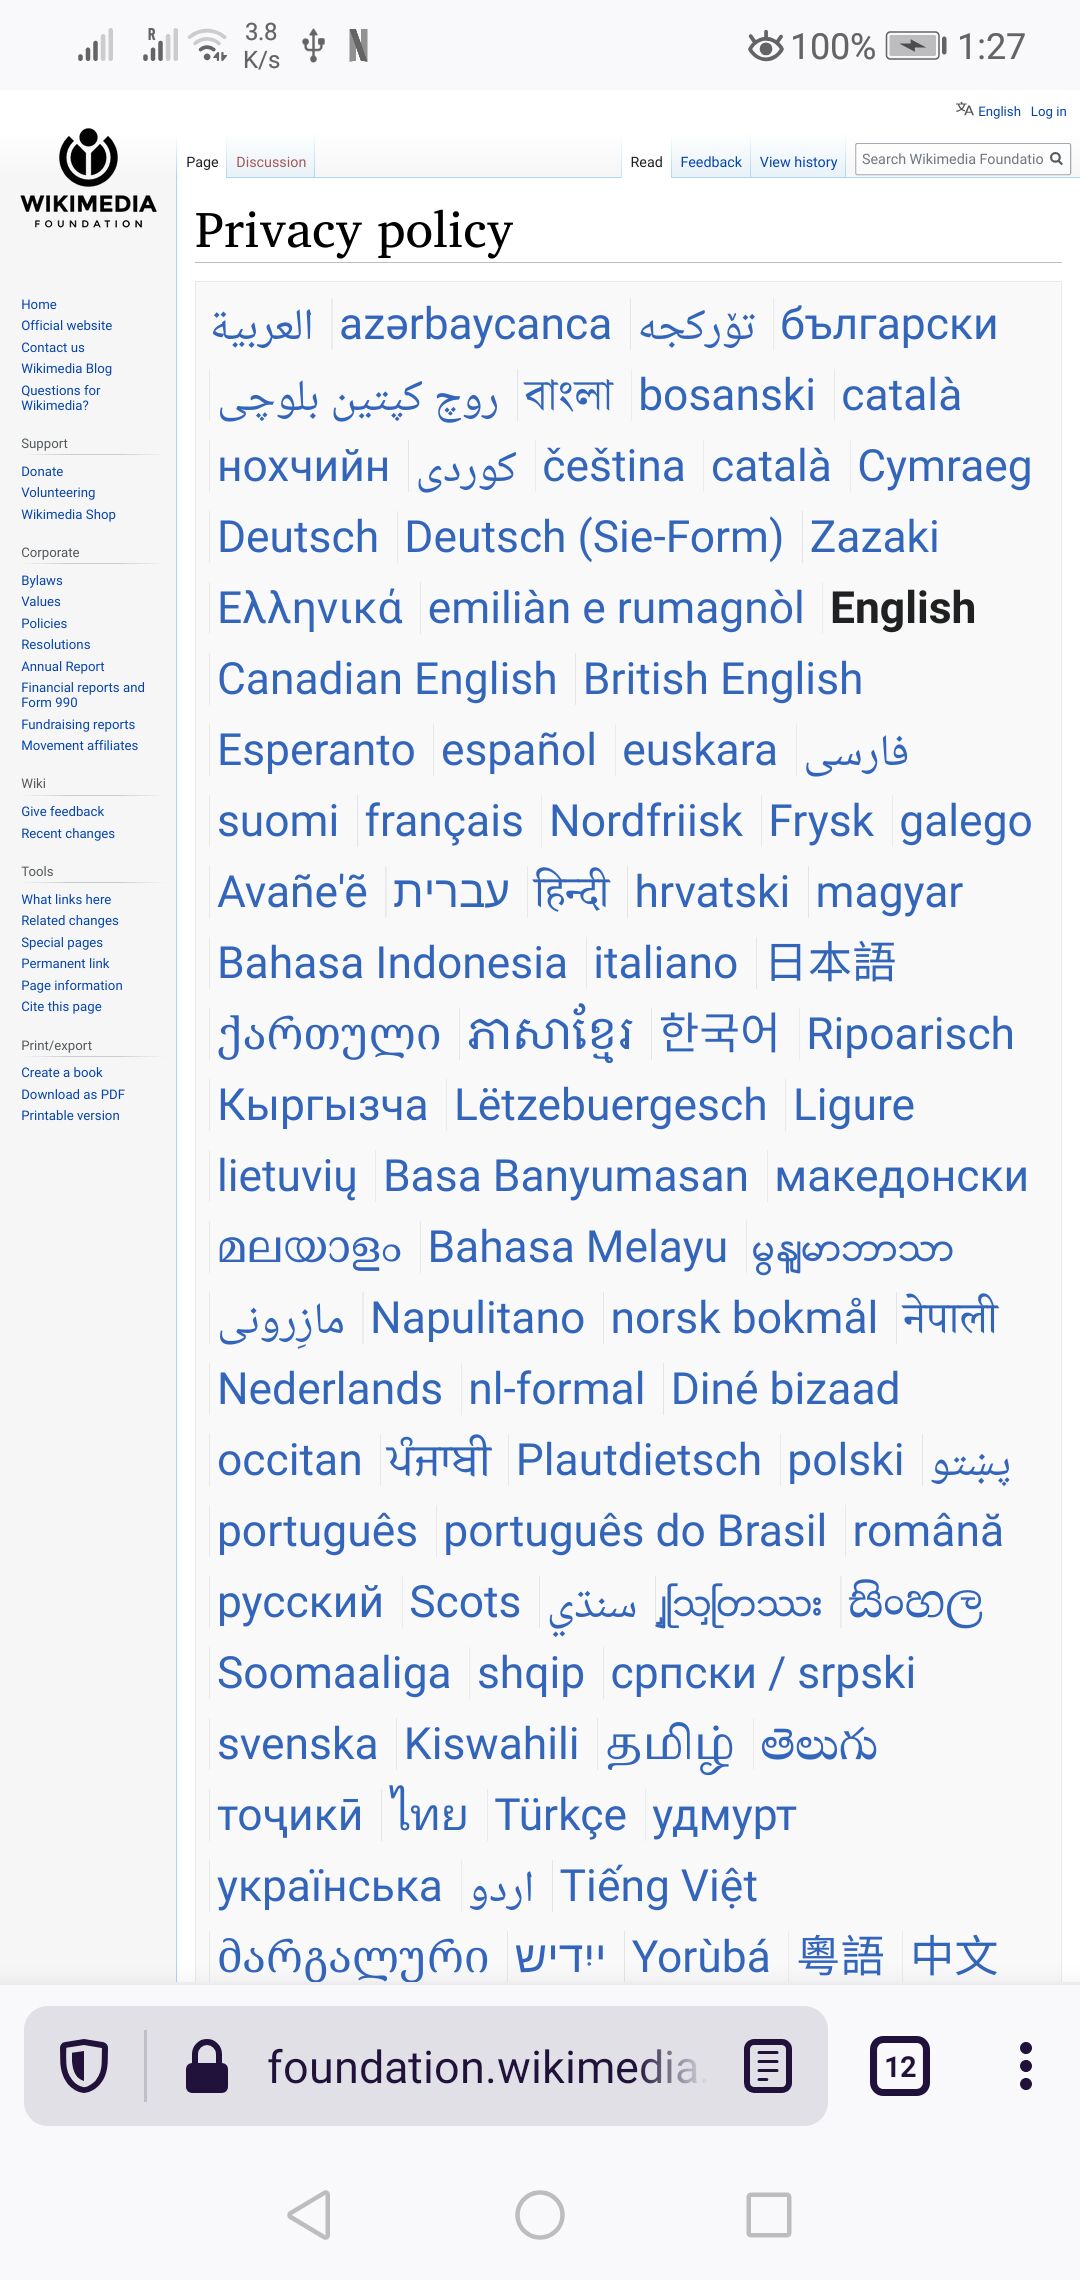 R 3.8 K/s N 100% 1:27
English Log in
WIKIMEDIA
FOUNDATION
Page Discussion Read Feedback View history Search Wikimedia Foundatio
Privacy policy
Home
Official website
Contact us
Wikimedia Blog
Questions for
Wikimedia?
Support
Donate
Volunteering
Wikimedia Shop
Corporate
Bylaws
Values
Policies
Resolutions
Annual Report
Financial reports and
Form 990
Fundraising reports
Movement affiliates
Wiki
Give feedback
Recent changes
Tools
What links here
Related changes
Special pages
Permanent link
Page information
Cite this page
Print/export
Create a book
Download as PDF
Printable version
العربية azərbaycanca تۆرکجه български
روچ کپتین بلوچی বাংলা bosanski català
нохчийн کوردی čeština català Cymraeg
Deutsch Deutsch (Sie-Form) Zazaki
Ελληνικά emiliàn e rumagnòl English
Canadian English British English
Esperanto español euskara فارسی
suomi français Nordfriisk Frysk galego
Avañe'ẽ עברית हिन्दी hrvatski magyar
Bahasa Indonesia italiano 日本語
ქართული ភាសាខ្មែរ 한국어 Ripoarisch
Кыргызча Lëtzebuergesch Ligure
lietuvių Basa Banyumasan македонски
മലയാളം Bahasa Melayu
مازِرونی Napulitano norsk bokmål नेपाली
Nederlands nl-formal Diné bizaad
occitan ਪੰਜਾਬੀ Plautdietsch polski پښتو
português português do Brasil română
русский Scots سنڌي සිංහල
Soomaaliga shqip српски / srpski
svenska Kiswahili தமிழ் తెలుగు
тоҷикӣ ไทย Türkçe удмурт
українська اردو Tiếng Việt
მარგალური ייִדיש Yorùbá 粵語 中文
foundation.wikimedia. 12